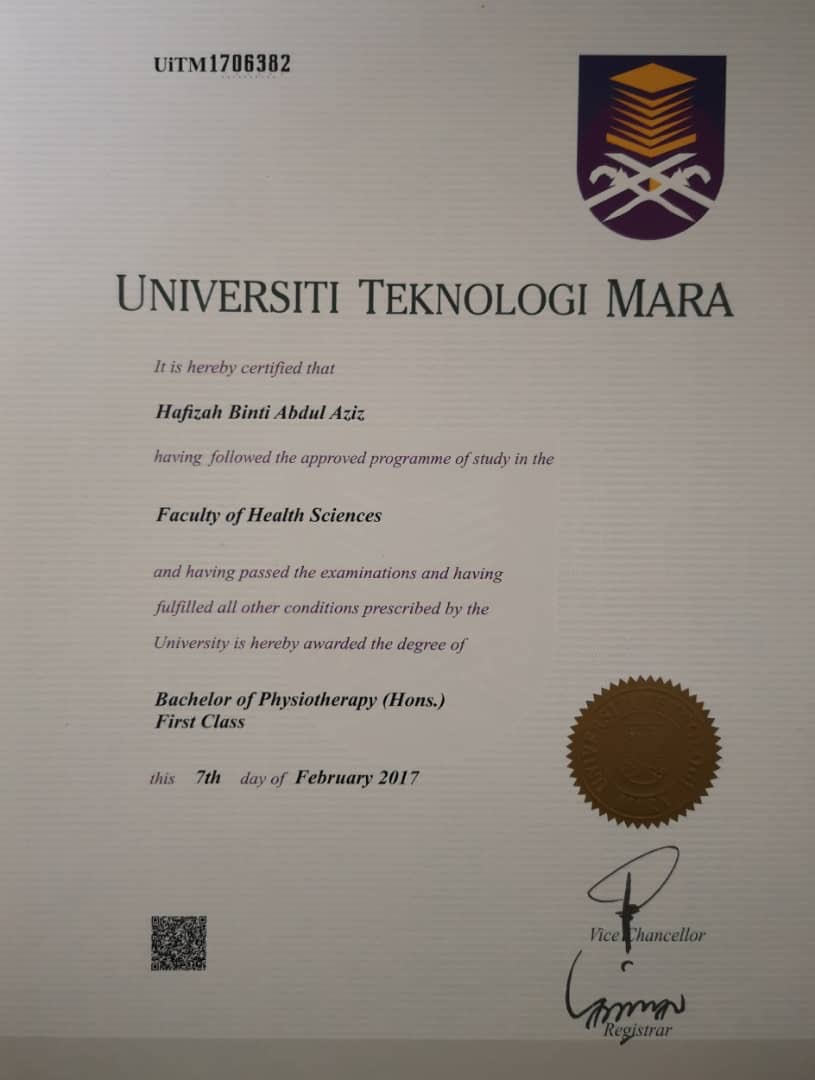 UiTM1706382
UNIVERSITI TEKNOLOGI MARA
It is hereby certified that
Hafizah Binti Abdul Aziz
having followed the approved programme of study in the
Faculty of Health Sciences
and having passed the examinations and having
fulfilled all other conditions prescribed by the
University is hereby awarded the degree of
Bachelor of Physiotherapy (Hons.)
First Class
this 7th day of February 2017
Vice Chancellor
Registrar